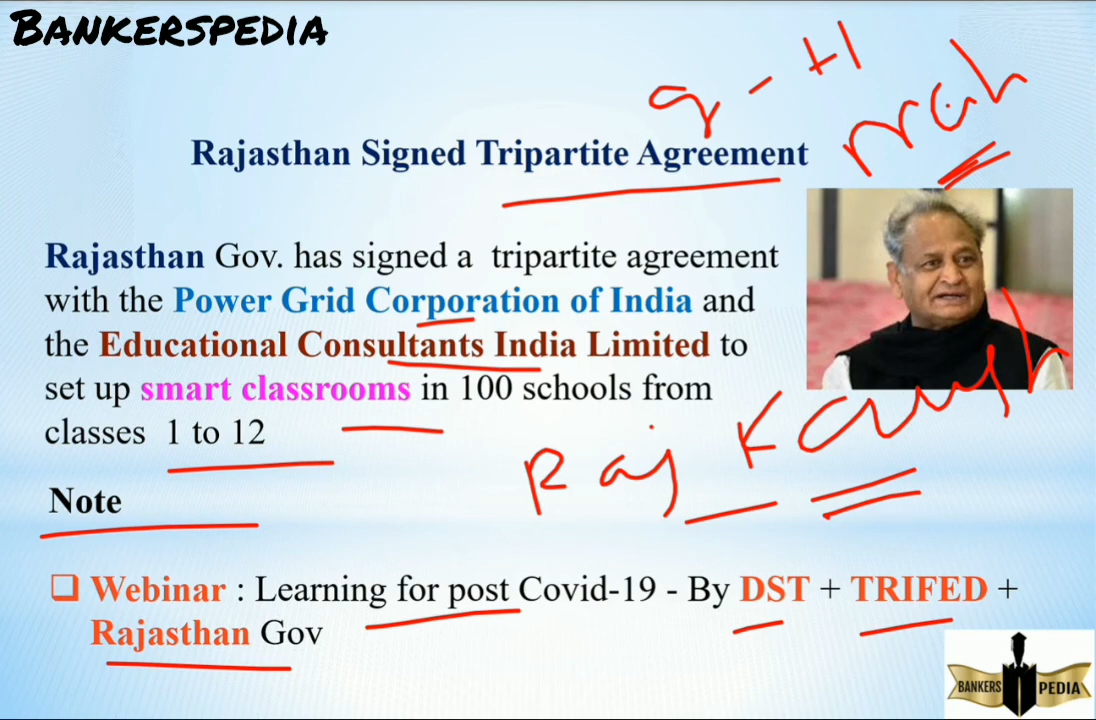 BANKERSPEDIA
Rajasthan Signed Tripartite Agreement
Rajasthan Gov. has signed a tripartite agreement
with the Power Grid Corporation of India and
the Educational Consultants India Limited to
set up smart classrooms in 100 schools from
classes 1 to 12
Raj
Note
Webinar : Learning for post Covid-19 - By DST + TRIFED +
Rajasthan Gov
BANKERS PEDIA